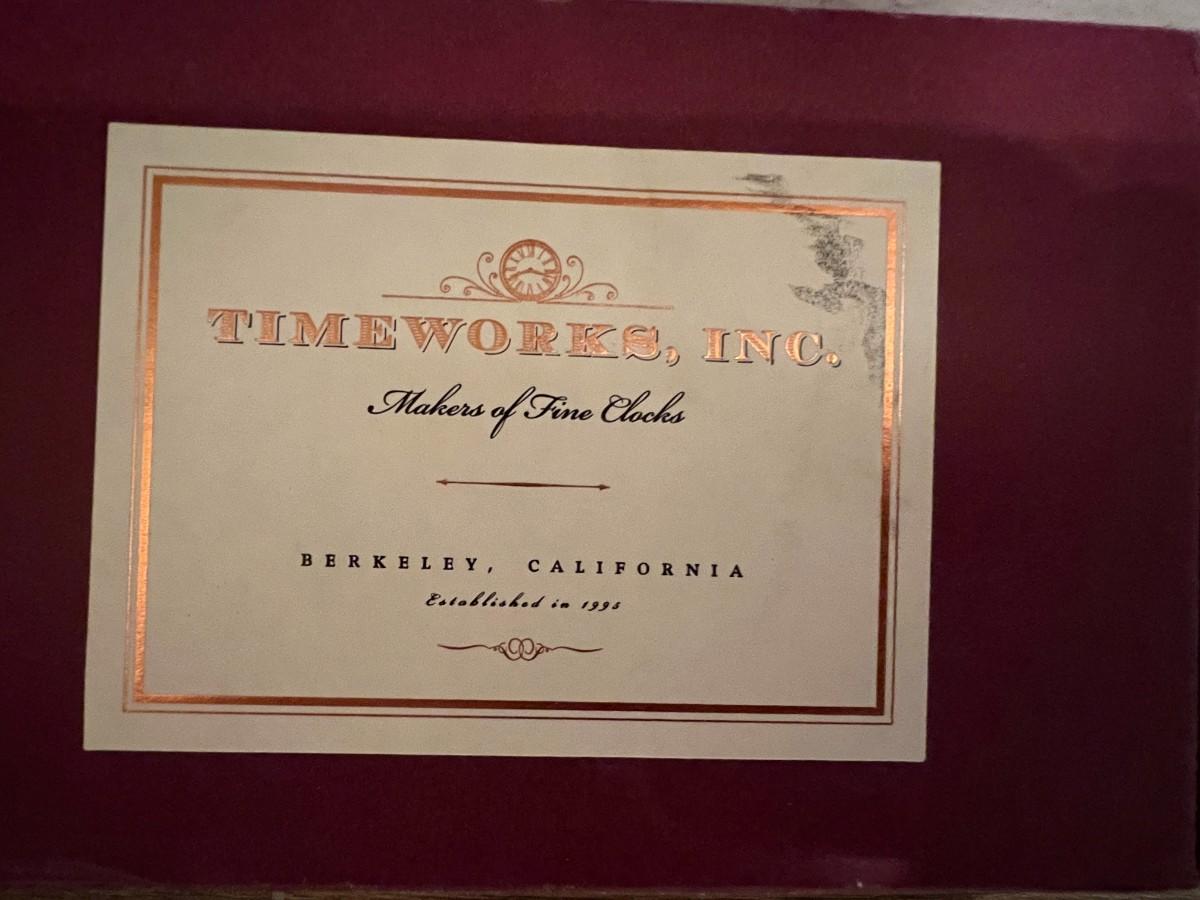 TIMEWORKS, INC.
Makers of Fine Clocks
BERKELEY, CALIFORNIA
Established in 1995